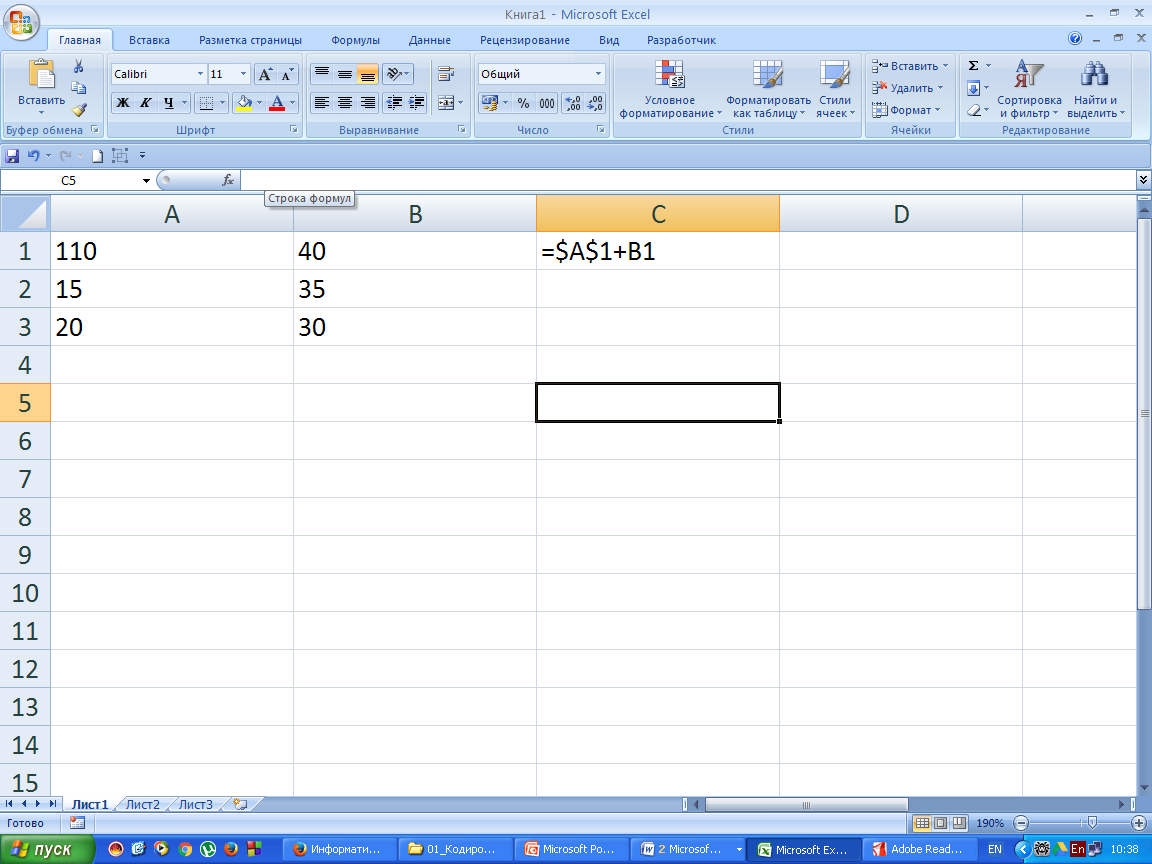 Книга1 - Microsoft Excel
Главная Вставка Разметка страницы Формулы Данные Рецензирование Вид Разработчик
Вставить
Calibri 11
Ж К Ч
Общий
% 000
Условное форматирование
Форматировать как таблицу
Стили ячеек
Вставить
Удалить
Формат
Σ
Сортировка и фильтр
Найти и выделить
Буфер обмена Шрифт Выравнивание Число Стили Ячейки Редактирование
C5 fx
Строка формул
A B C D
1 110 40 =$A$1+B1
2 15 35
3 20 30
4
5
6
7
8
9
10
11
12
13
14
15
Лист1 Лист2 Лист3
Готово 190%
пуск Информати... 01_Кодиро... Microsoft Po... 2 Microsof... Microsoft Ex... Adobe Read... EN En 10:38